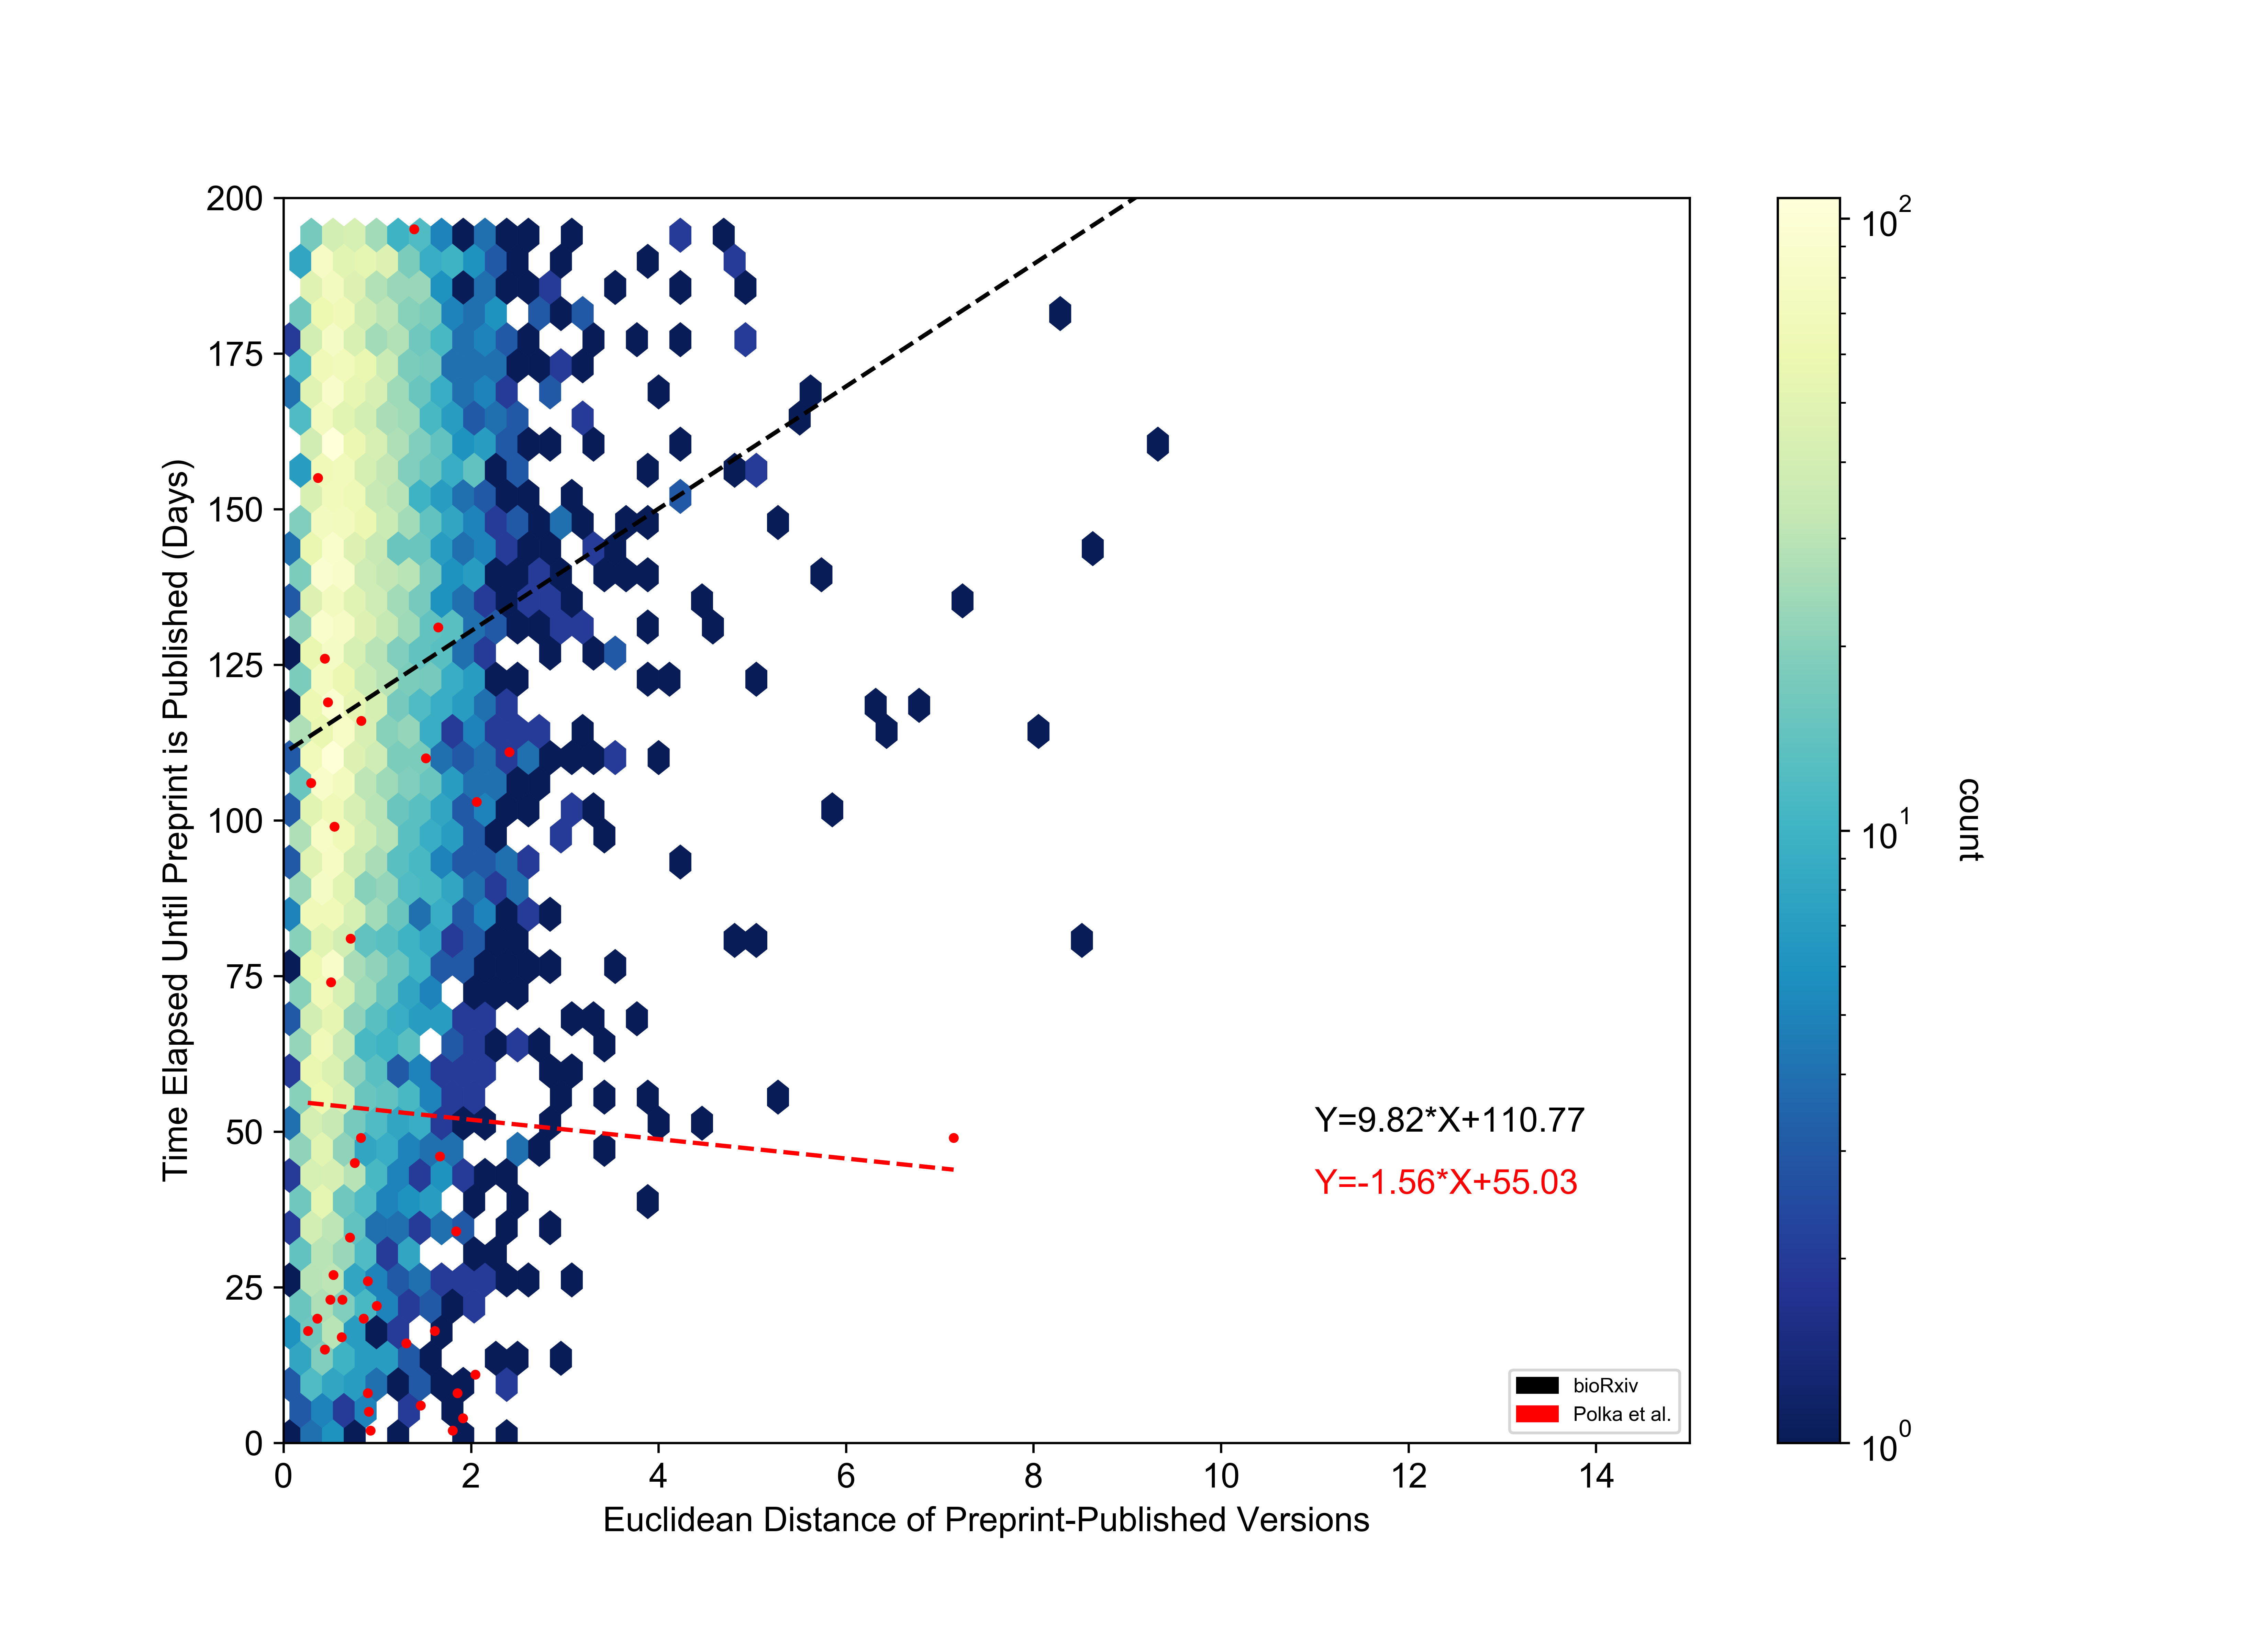 200
175
150
125
100
75
50
25
0
Time Elapsed Until Preprint is Published (Days)
0 2 4 6 8 10 12 14
Euclidean Distance of Preprint-Published Versions
Y=9.82*X+110.77
Y=-1.56*X+55.03
bioRxiv
Polka et al.
10²
10¹
10⁰
count